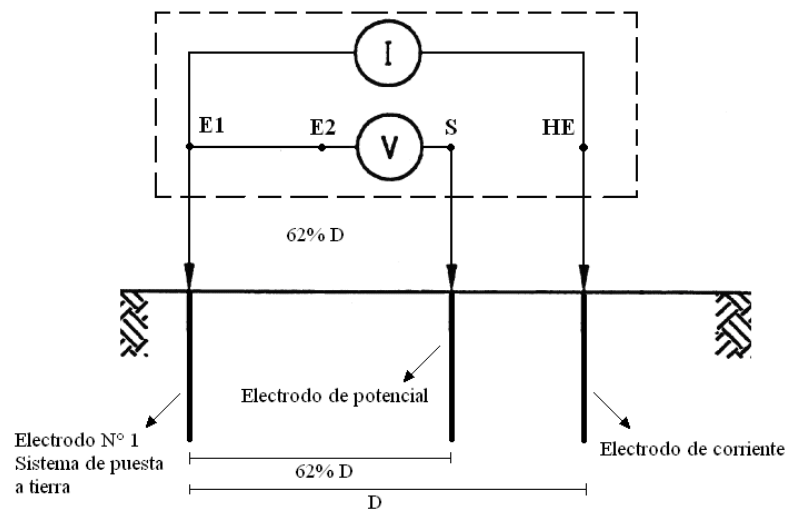 I
E1
E2
V
S
HE
62% D
Electrodo de potencial
Electrodo N° 1
Sistema de puesta
a tierra
Electrodo de corriente
62% D
D